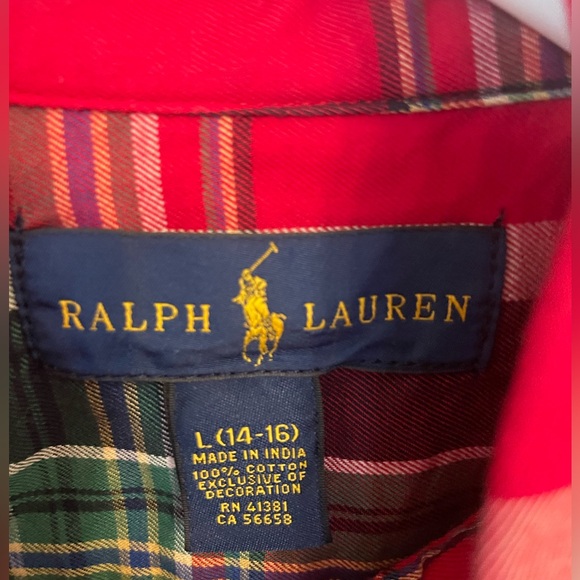 RALPH LAUREN
L (14-16)
MADE IN INDIA
100% COTTON
EXCLUSIVE OF
DECORATION
RN 41381
CA 56658